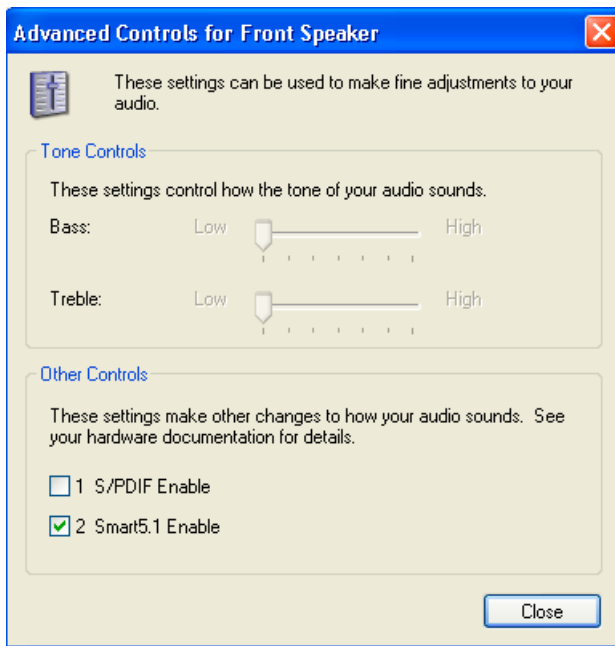 Advanced Controls for Front Speaker
These settings can be used to make fine adjustments to your
audio.
Tone Controls
These settings control how the tone of your audio sounds.
Bass: Low High
Treble: Low High
Other Controls
These settings make other changes to how your audio sounds. See
your hardware documentation for details.
1 S/PDIF Enable
2 Smart5.1 Enable
Close